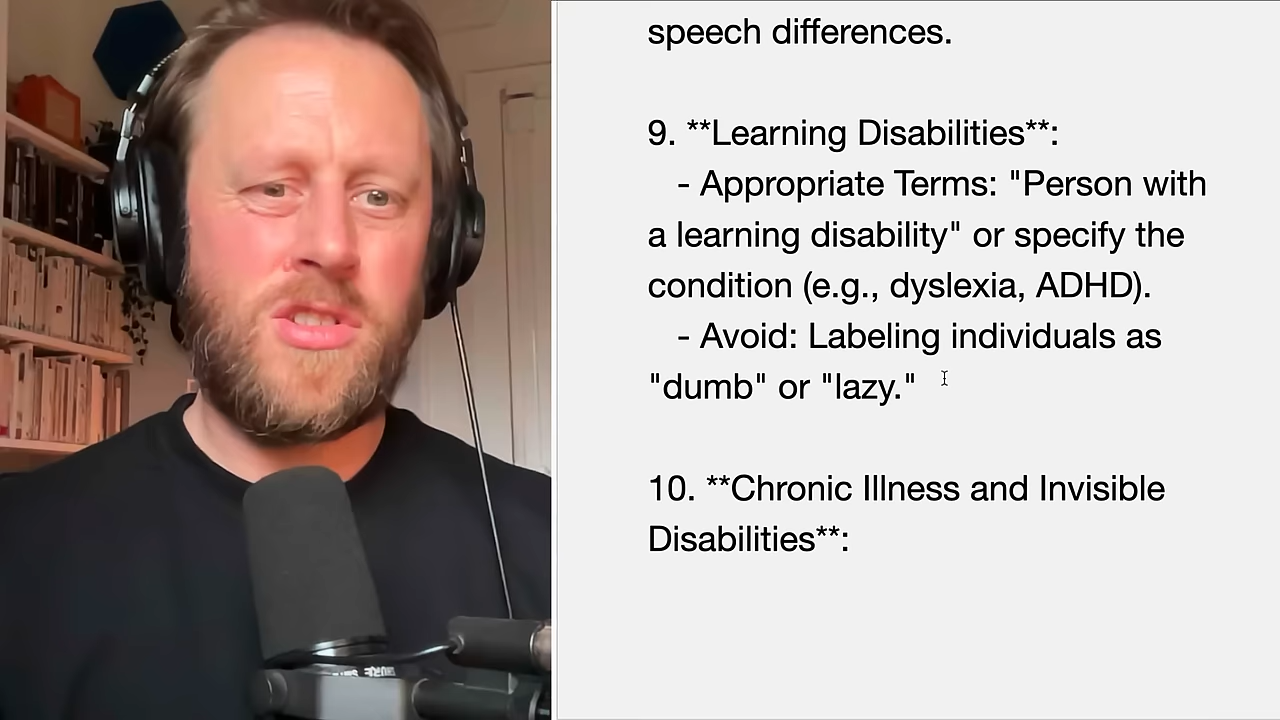 speech differences.
9. **Learning Disabilities**:
- Appropriate Terms: "Person with
a learning disability" or specify the
condition (e.g., dyslexia, ADHD).
- Avoid: Labeling individuals as
"dumb" or "lazy."
10. **Chronic Illness and Invisible
Disabilities**: